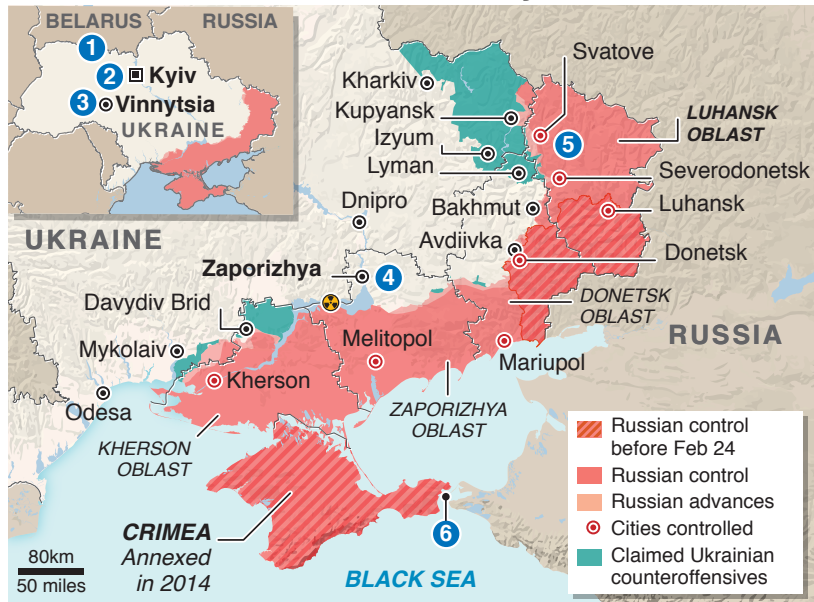 BELARUS
RUSSIA
1
2
Kyiv
3
Vinnytsia
UKRAINE
Svatove
Kharkiv
Kupyansk
Izyum
Lyman
LUHANSK
OBLAST
5
Severodonetsk
Dnipro
Bakhmut
Luhansk
UKRAINE
Avdiivka
Zaporizhya
4
Donetsk
Davydiv Brid
DONETSK
OBLAST
RUSSIA
Mykolaiv
Melitopol
Mariupol
Kherson
Odesa
ZAPORIZHYA
OBLAST
KHERSON
OBLAST
6
CRIMEA
Annexed
in 2014
BLACK SEA
80km
50 miles
Russian control
before Feb 24
Russian control
Russian advances
Cities controlled
Claimed Ukrainian
counteroffensives